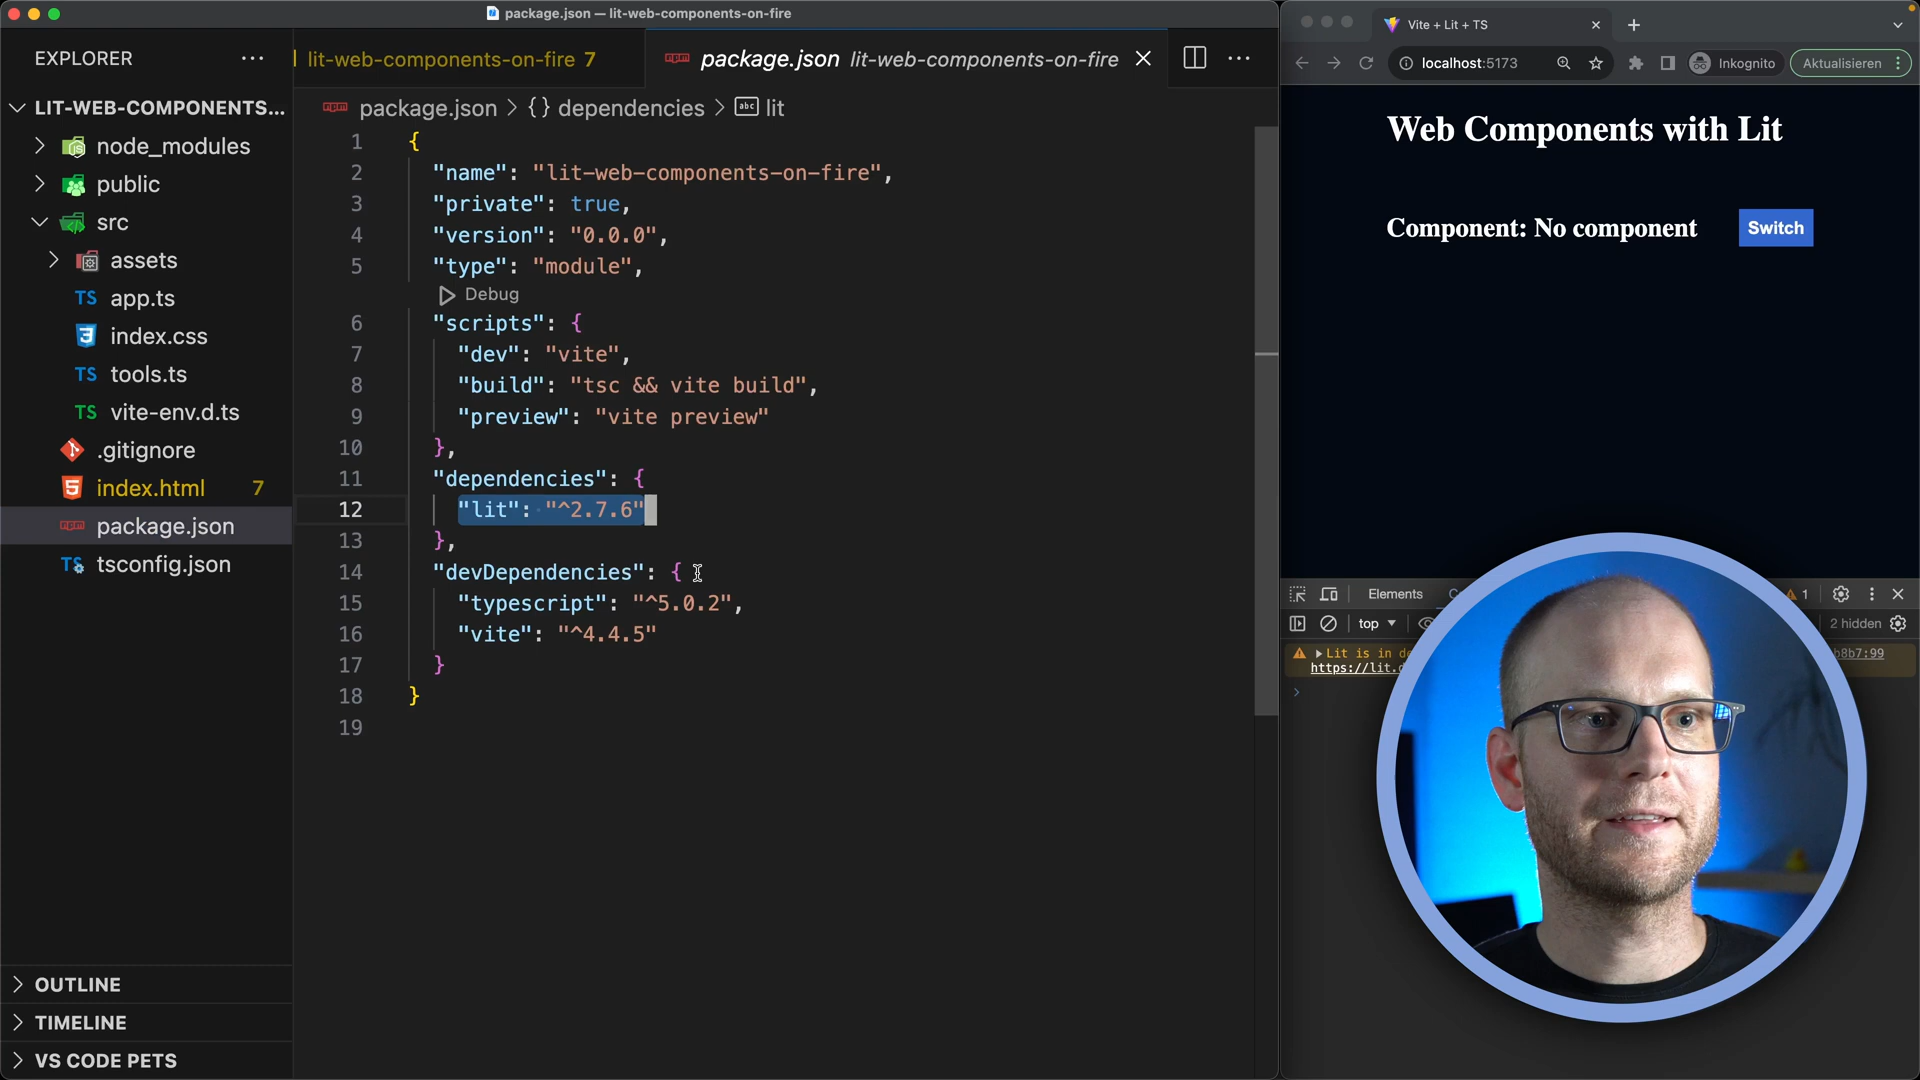 package.json — lit-web-components-on-fire
EXPLORER
lit-web-components-on-fire 7
package.json lit-web-components-on-fire
LIT-WEB-COMPONENTS...
node_modules
public
src
assets
TS app.ts
index.css
TS tools.ts
TS vite-env.d.ts
.gitignore
index.html 7
package.json
TS tsconfig.json
OUTLINE
TIMELINE
VS CODE PETS
package.json > {} dependencies > abc lit
1 {
2 "name": "lit-web-components-on-fire",
3 "private": true,
4 "version": "0.0.0",
5 "type": "module",
Debug
6 "scripts": {
7 "dev": "vite",
8 "build": "tsc && vite build",
9 "preview": "vite preview"
10 },
11 "dependencies": {
12 "lit": "^2.7.6"
13 },
14 "devDependencies": {
15 "typescript": "^5.0.2",
16 "vite": "^4.4.5"
17 }
18 }
19
Vite + Lit + TS
localhost:5173
Inkognito
Aktualisieren
Web Components with Lit
Component: No component
Switch
Elements
1
top
2 hidden
Lit is in de
b8b7:99
https://lit.d